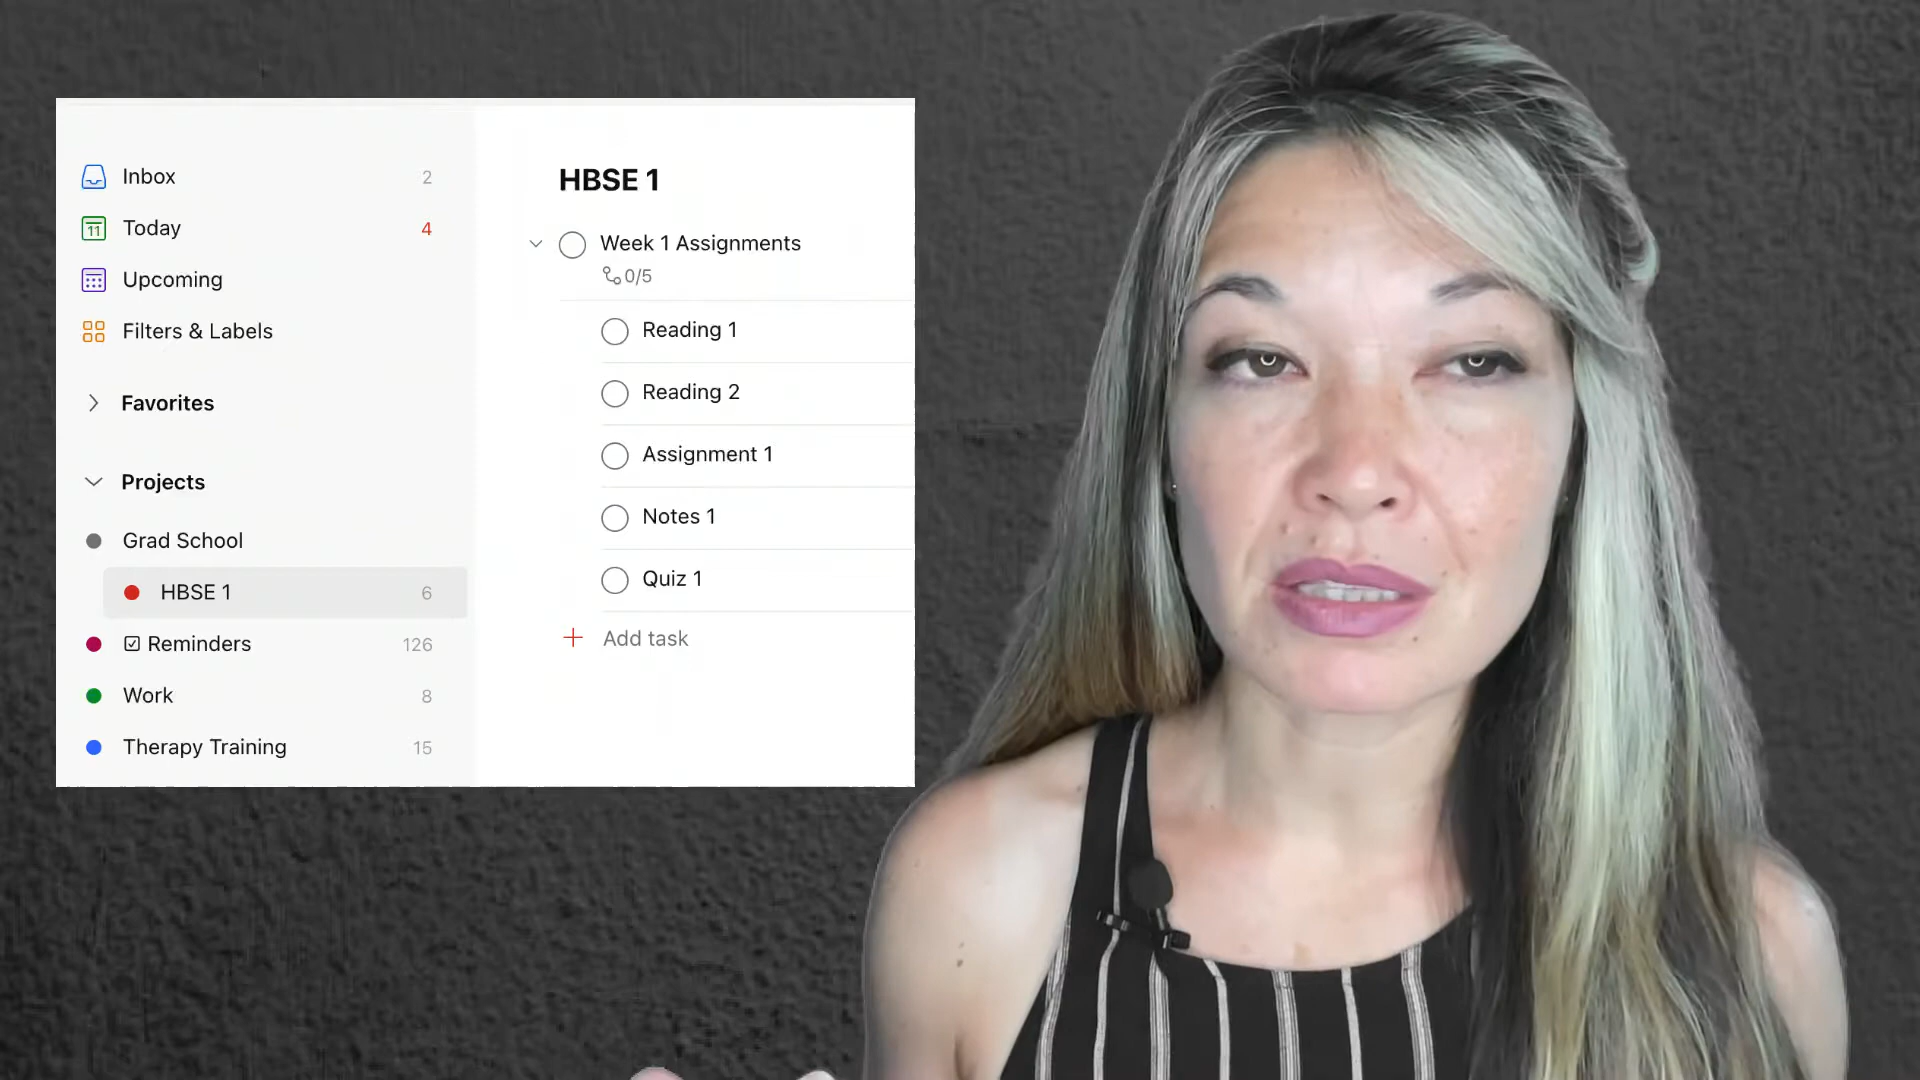 Inbox 2
11 Today 4
Upcoming
Filters & Labels
Favorites
Projects
Grad School
HBSE 1 6
Reminders 126
Work 8
Therapy Training 15
HBSE 1
Week 1 Assignments
0/5
Reading 1
Reading 2
Assignment 1
Notes 1
Quiz 1
+ Add task